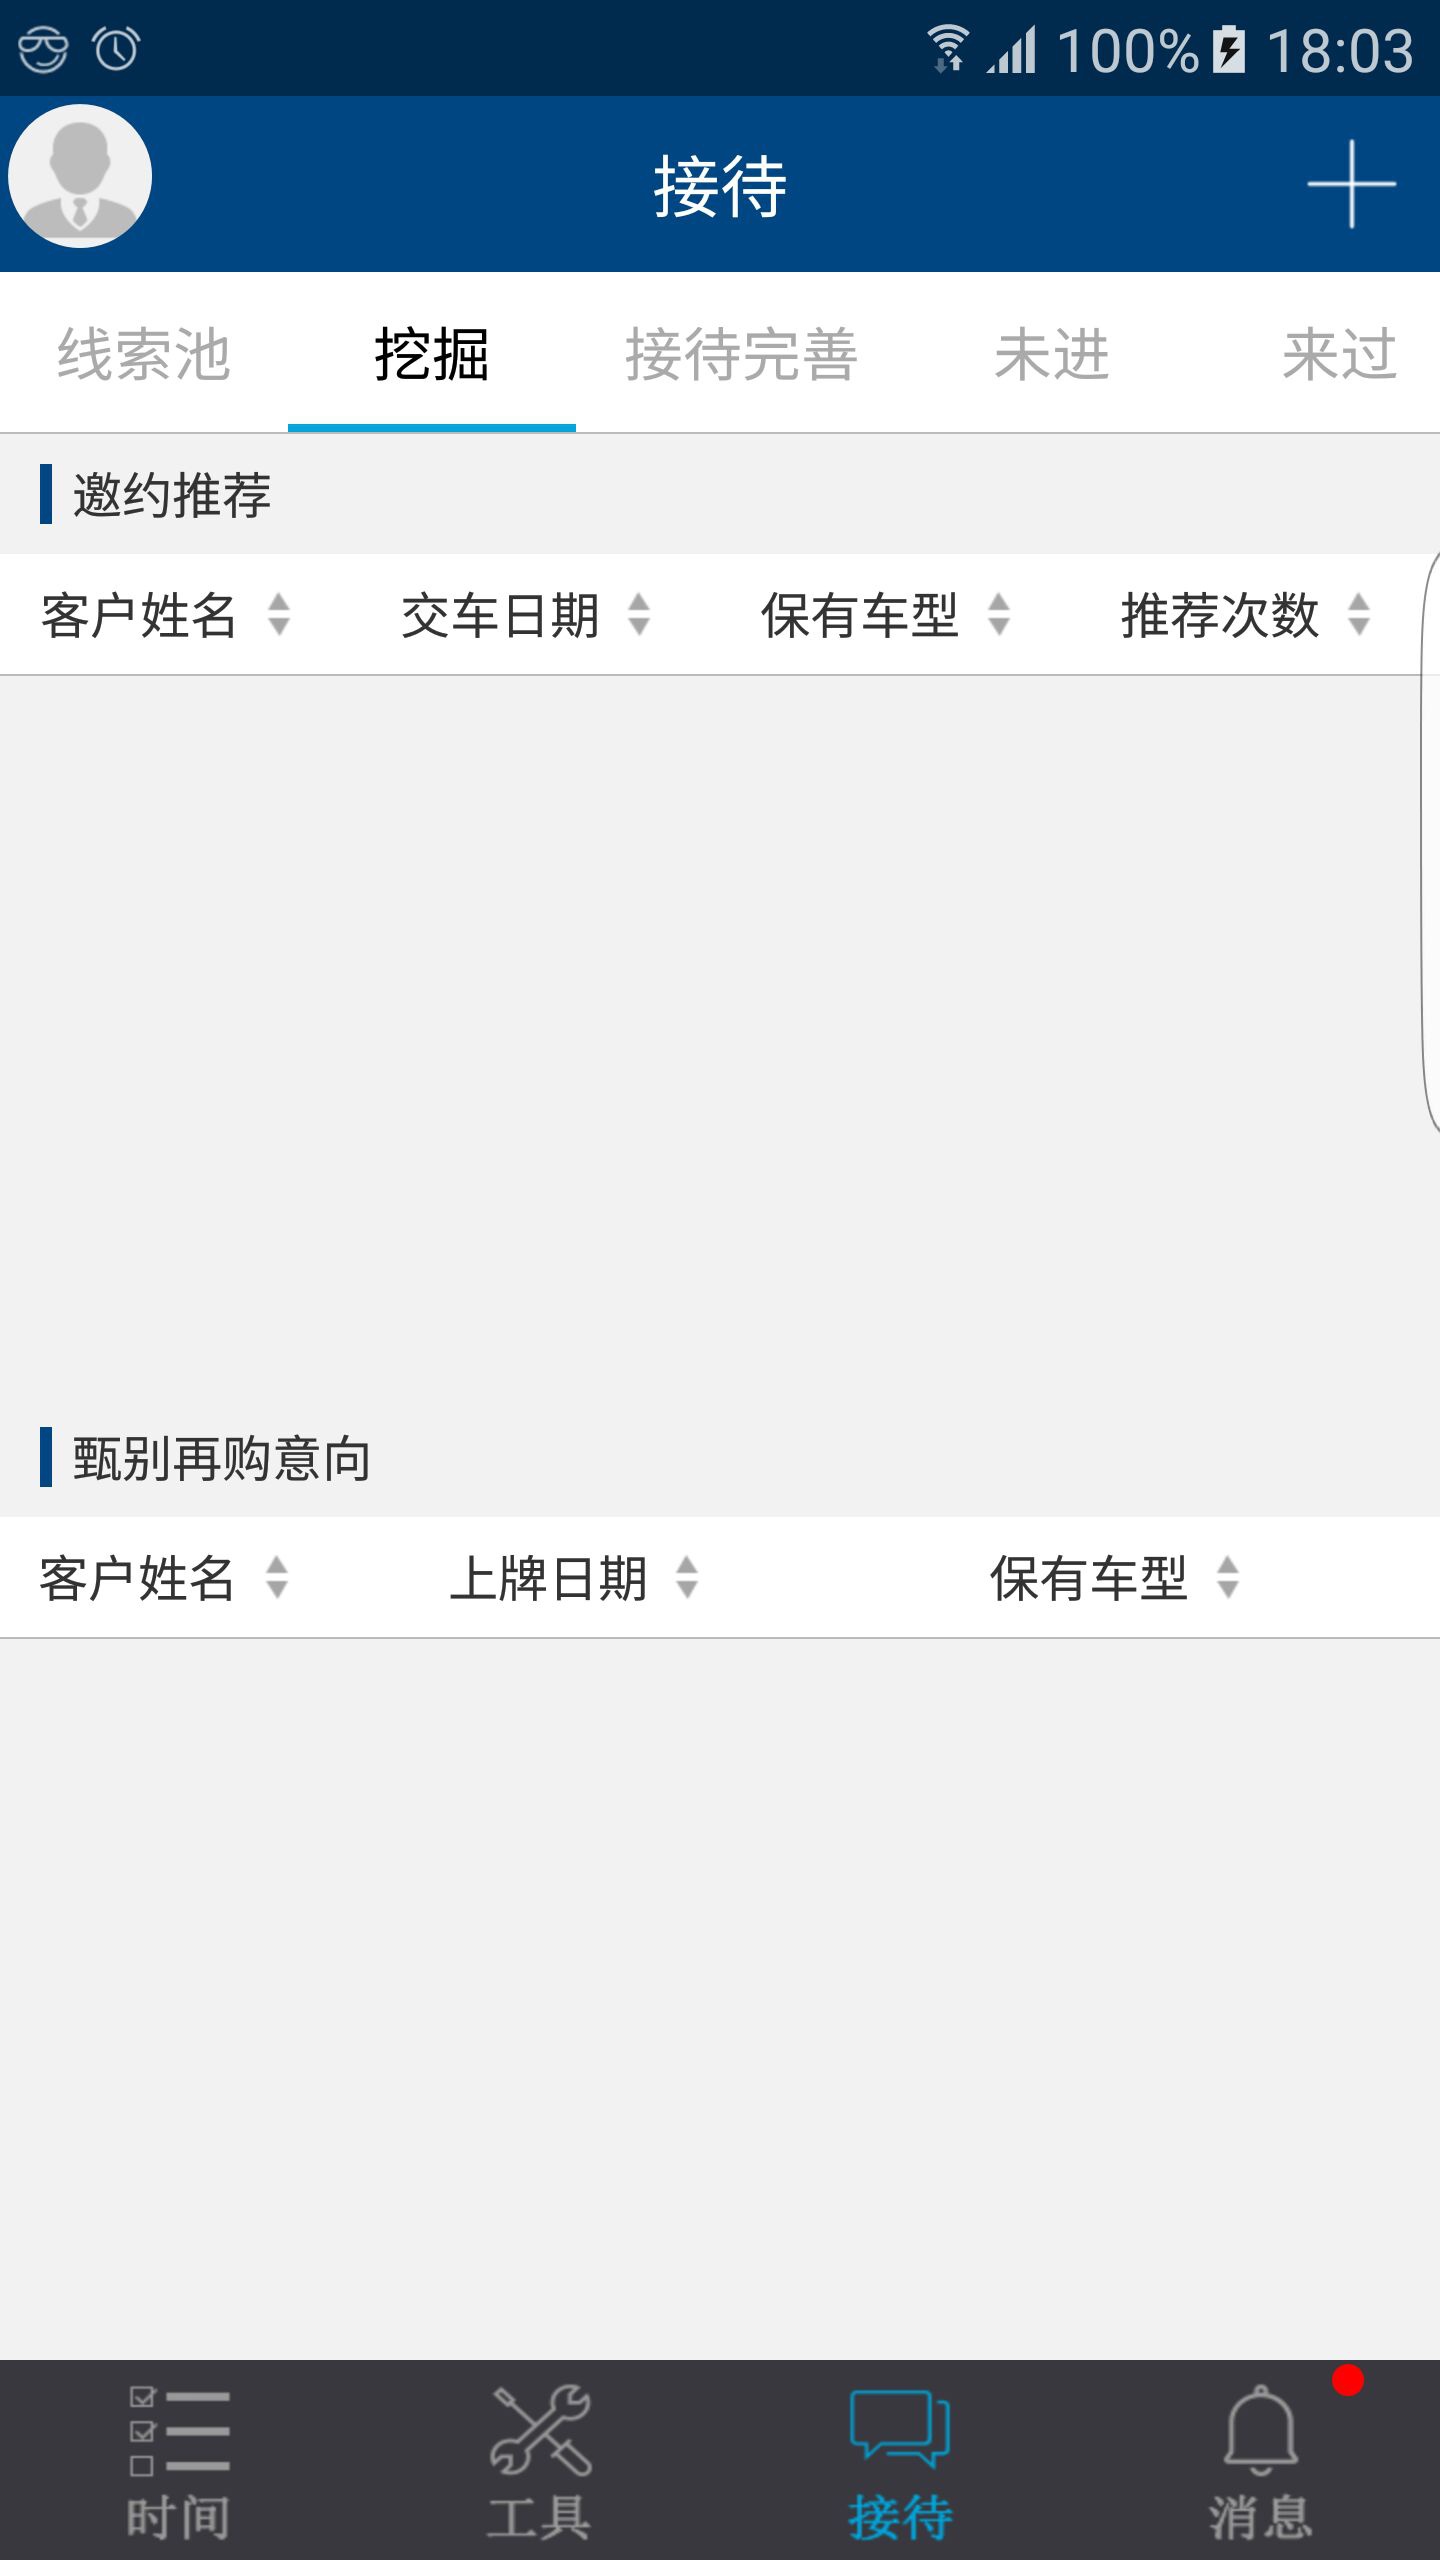 100% 18:03
接待
线索池 挖掘 接待完善 未进 来过
邀约推荐
客户姓名 交车日期 保有车型 推荐次数
甄别再购意向
客户姓名 上牌日期 保有车型
时间 工具 接待 消息